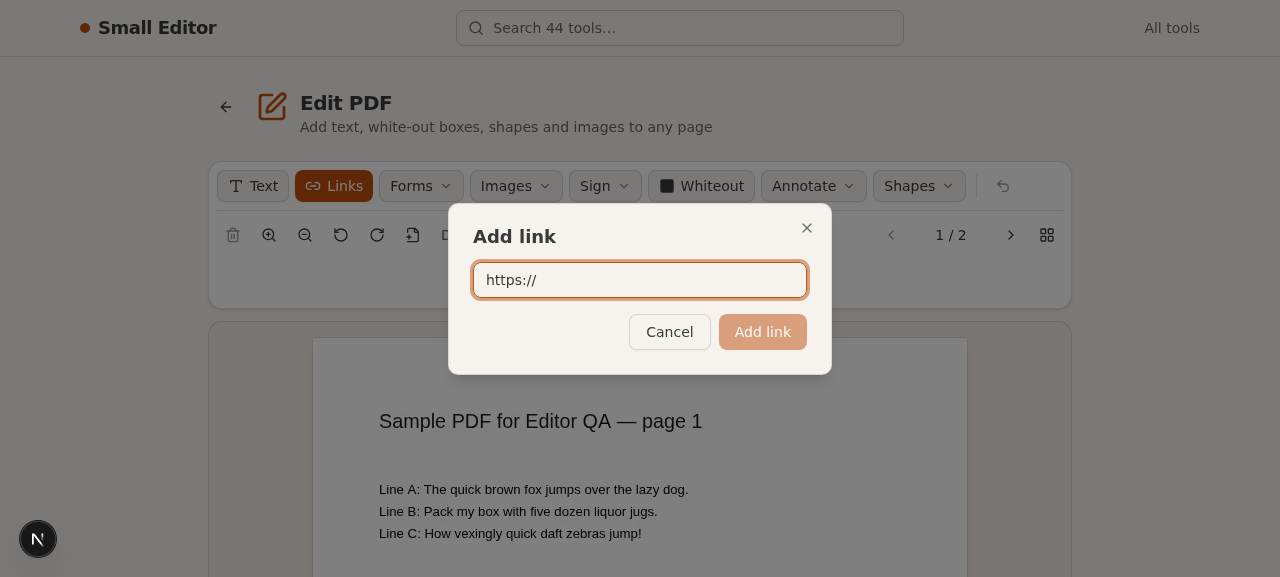 Small Editor
Search 44 tools...
All tools
Edit PDF
Add text, white-out boxes, shapes and images to any page
Text
Links
Forms
Images
Sign
Whiteout
Annotate
Shapes
1 / 2
Add link
https://
Cancel
Add link
Sample PDF for Editor QA — page 1
Line A: The quick brown fox jumps over the lazy dog.
Line B: Pack my box with five dozen liquor jugs.
Line C: How vexingly quick daft zebras jump!
N